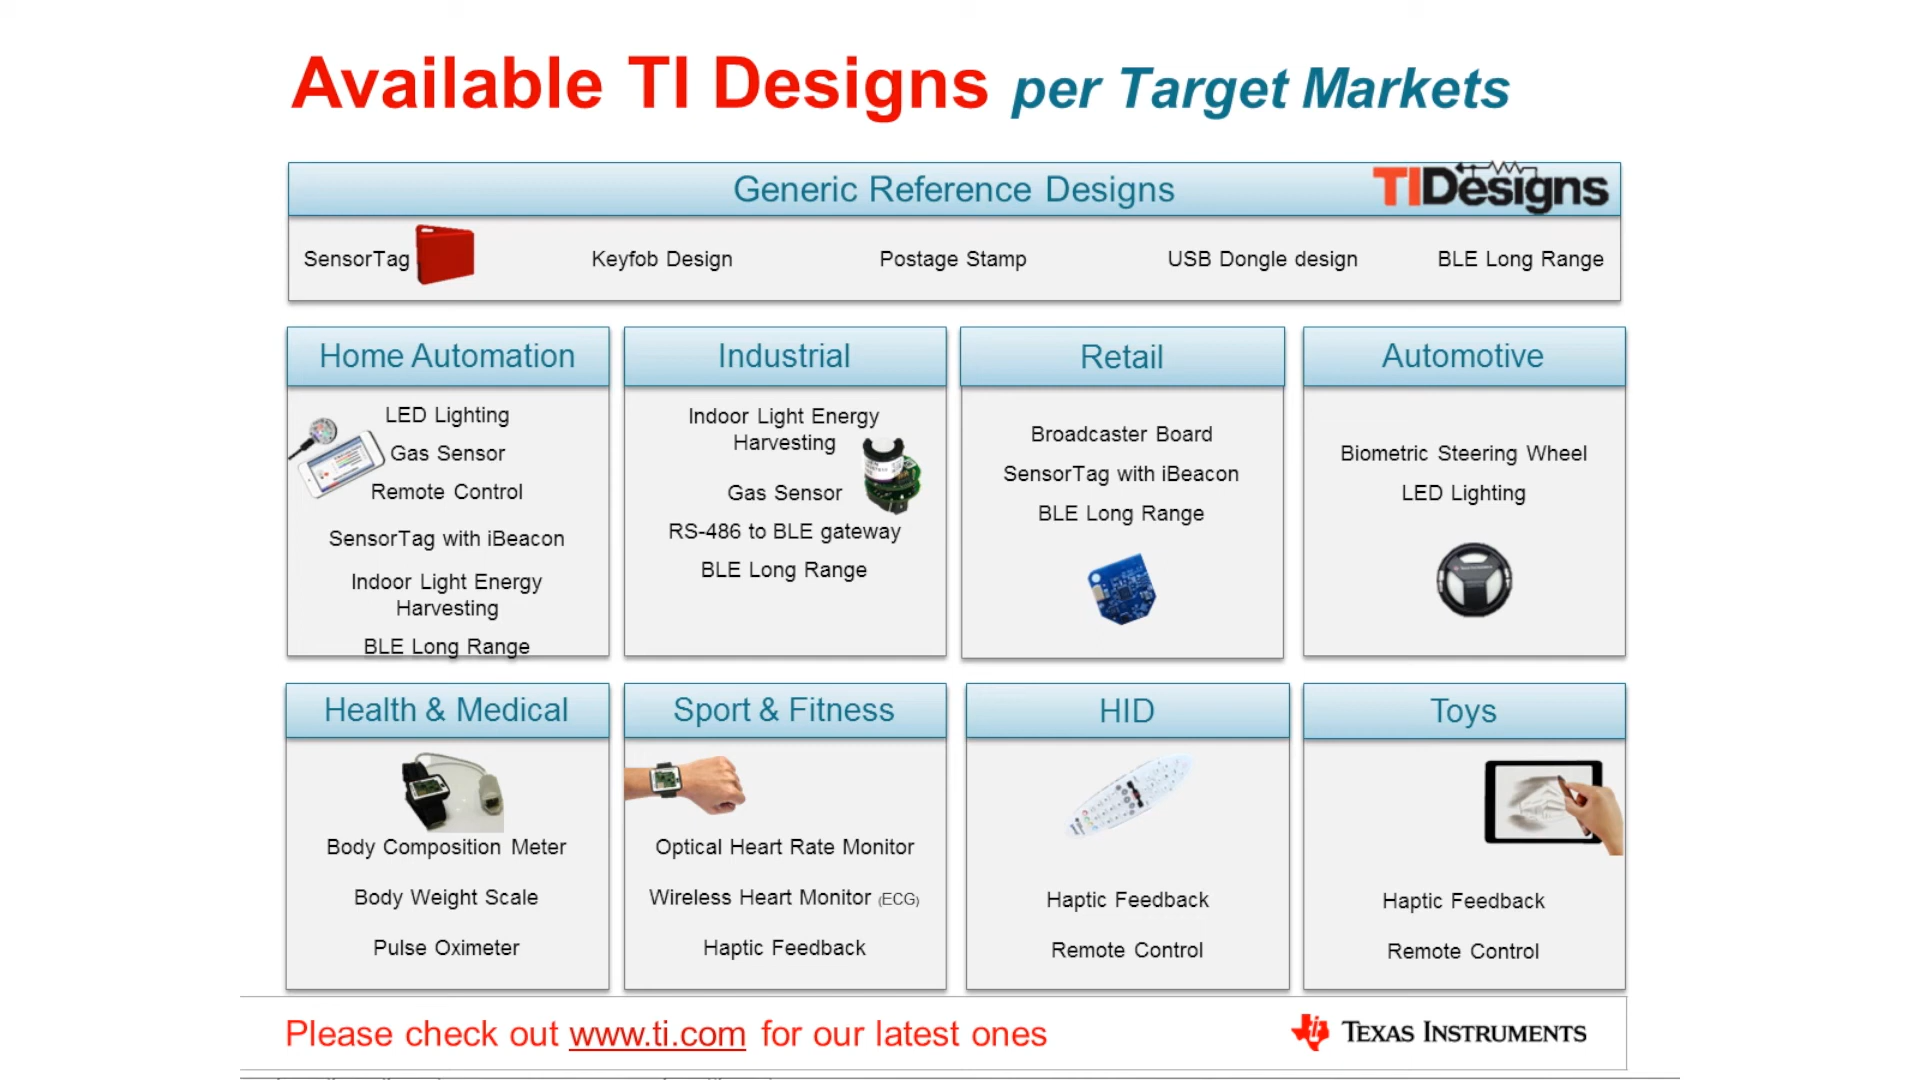 Available TI Designs per Target Markets
Generic Reference Designs
TIDesigns
SensorTag
Keyfob Design
Postage Stamp
USB Dongle design
BLE Long Range
Home Automation
LED Lighting
Gas Sensor
Remote Control
SensorTag with iBeacon
Indoor Light Energy
Harvesting
BLE Long Range
Industrial
Indoor Light Energy
Harvesting
Gas Sensor
RS-486 to BLE gateway
BLE Long Range
Retail
Broadcaster Board
SensorTag with iBeacon
BLE Long Range
Automotive
Biometric Steering Wheel
LED Lighting
Health & Medical
Body Composition Meter
Body Weight Scale
Pulse Oximeter
Sport & Fitness
Optical Heart Rate Monitor
Wireless Heart Monitor (ECG)
Haptic Feedback
HID
Haptic Feedback
Remote Control
Toys
Haptic Feedback
Remote Control
Please check out www.ti.com for our latest ones
TEXAS INSTRUMENTS